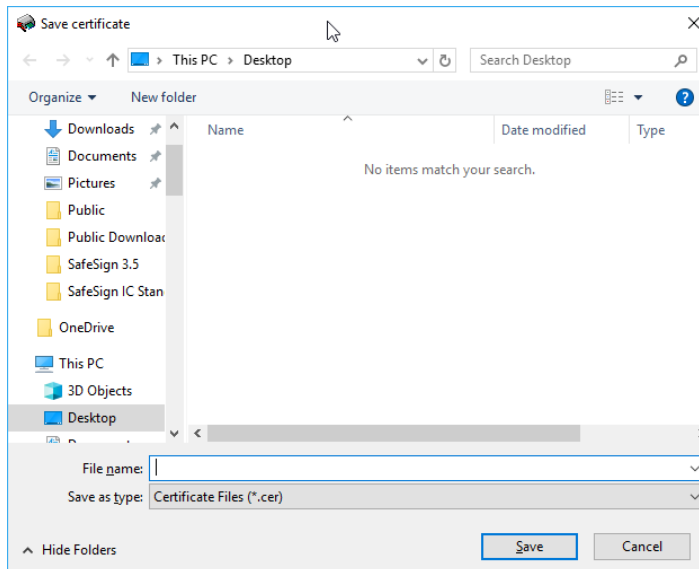 Save certificate
This PC > Desktop
Search Desktop
Organize
New folder
Name
Date modified
Type
No items match your search.
Downloads
Documents
Pictures
Public
Public Downloa
SafeSign 3.5
SafeSign IC Stan
OneDrive
This PC
3D Objects
Desktop
File name:
Save as type: Certificate Files (*.cer)
Hide Folders
Save
Cancel